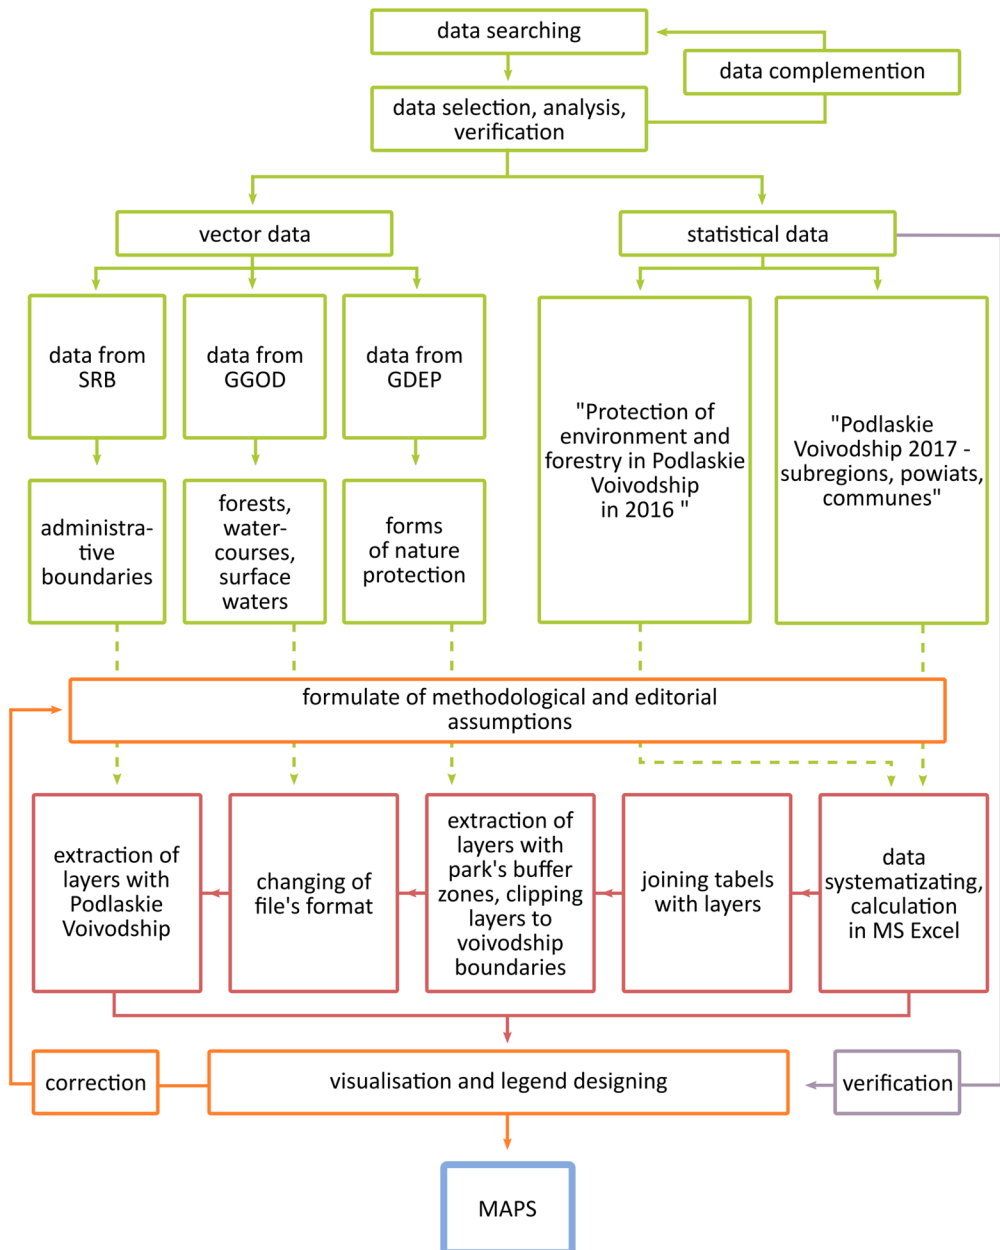 data searching
data complemention
data selection, analysis,
verification
vector data
statistical data
data from
SRB
data from
GGOD
data from
GDEP
"Protection of
environment and
forestry in Podlaskie
Voivodship
in 2016 "
"Podlaskie
Voivodship 2017 -
subregions, powiats,
communes"
administra-
tive
boundaries
forests,
water-
courses,
surface
waters
forms
of nature
protection
formulate of methodological and editorial
assumptions
extraction of
layers with
Podlaskie
Voivodship
changing of
file's format
extraction of
layers with
park's buffer
zones, clipping
layers to
voivodship
boundaries
joining tabels
with layers
data
systematizating,
calculation
in MS Excel
correction
visualisation and legend designing
verification
MAPS